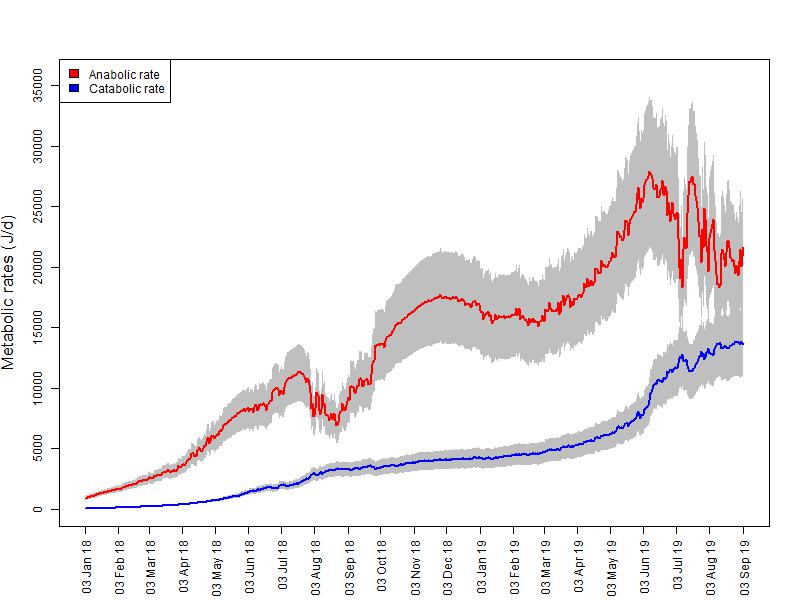 Anabolic rate
Catabolic rate
Metabolic rates (J/d)
35000
30000
25000
20000
15000
10000
5000
0
03 Jan 18
03 Feb 18
03 Mar 18
03 Apr 18
03 May 18
03 Jun 18
03 Jul 18
03 Aug 18
03 Sep 18
03 Oct 18
03 Nov 18
03 Dec 18
03 Jan 19
03 Feb 19
03 Mar 19
03 Apr 19
03 May 19
03 Jun 19
03 Jul 19
03 Aug 19
03 Sep 19